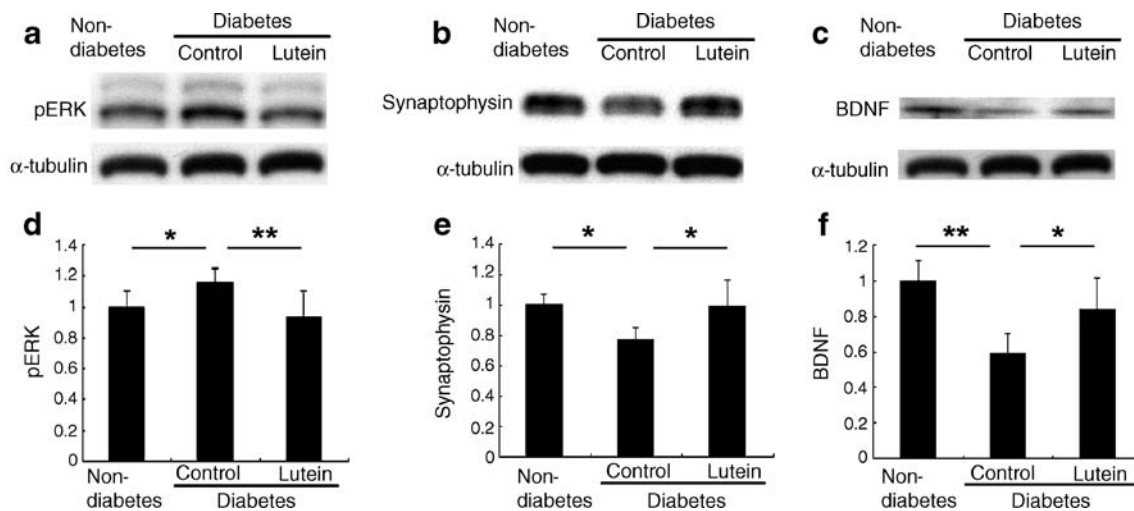 a
Non-
diabetes
Diabetes
Control Lutein
pERK
α-tubulin
b
Non-
diabetes
Diabetes
Control Lutein
Synaptophysin
α-tubulin
c
Non-
diabetes
Diabetes
Control Lutein
BDNF
α-tubulin
d
* **
pERK
1.4
1.2
1
0.8
0.6
0.4
0.2
0
Non-
diabetes
Control Lutein
Diabetes
e
* *
Synaptophysin
1.4
1.2
1
0.8
0.6
0.4
0.2
0
Non-
diabetes
Control Lutein
Diabetes
f
** *
BDNF
1.2
1
0.8
0.6
0.4
0.2
0
Non-
diabetes
Control Lutein
Diabetes